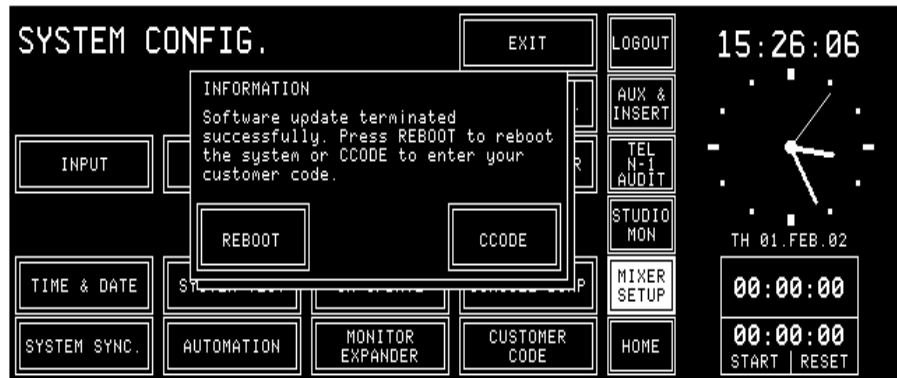 SYSTEM CONFIG.
EXIT
LOGOUT
15:26:06
INFORMATION
Software update terminated
successfully. Press REBOOT to reboot
the system or CCODE to enter your
customer code.
REBOOT
CCODE
AUX &
INSERT
INPUT
TEL
N-1
AUDIT
STUDIO
MON
TH 01.FEB.02
TIME & DATE
MIXER
SETUP
00:00:00
SYSTEM SYNC.
AUTOMATION
MONITOR
EXPANDER
CUSTOMER
CODE
HOME
00:00:00
START | RESET